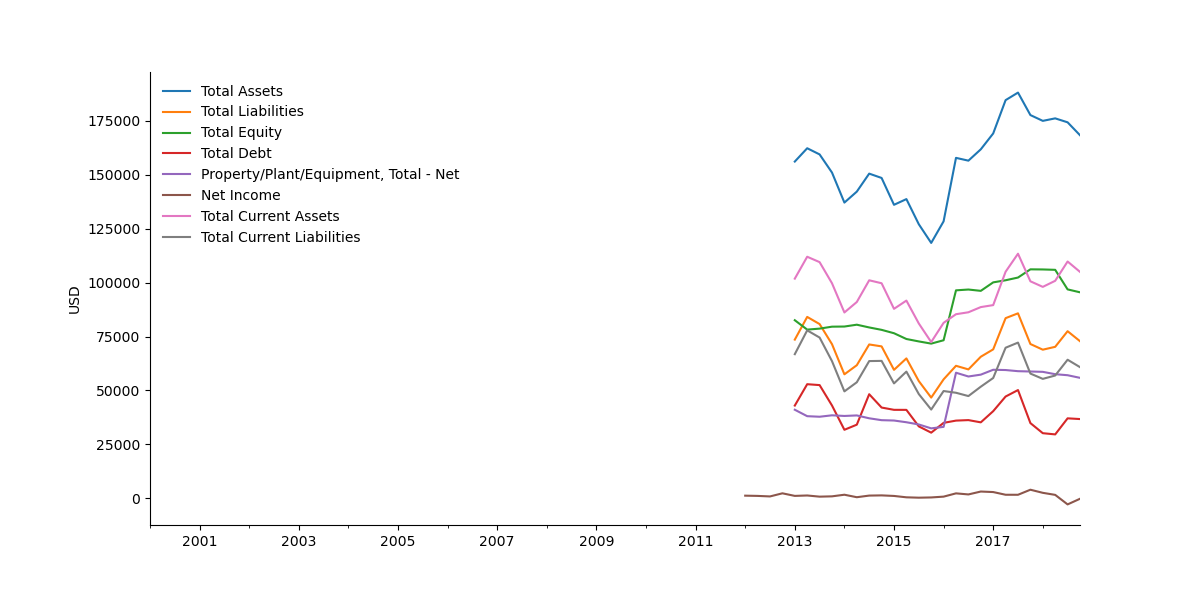 Total Assets
Total Liabilities
Total Equity
Total Debt
Property/Plant/Equipment, Total - Net
Net Income
Total Current Assets
Total Current Liabilities
USD
175000
150000
125000
100000
75000
50000
25000
0
2001 2003 2005 2007 2009 2011 2013 2015 2017